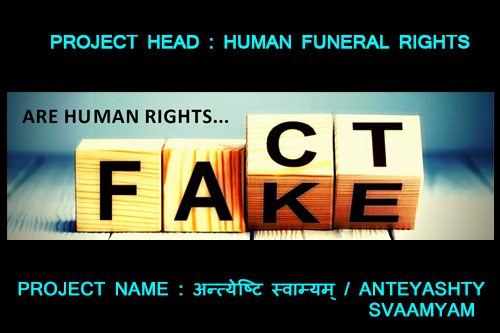 PROJECT HEAD : HUMAN FUNERAL RIGHTS
ARE HUMAN RIGHTS...
CT
FAKE
PROJECT NAME : अन्त्येष्टि स्वाम्यम् / ANTEYASHTY
SVAAMYAM